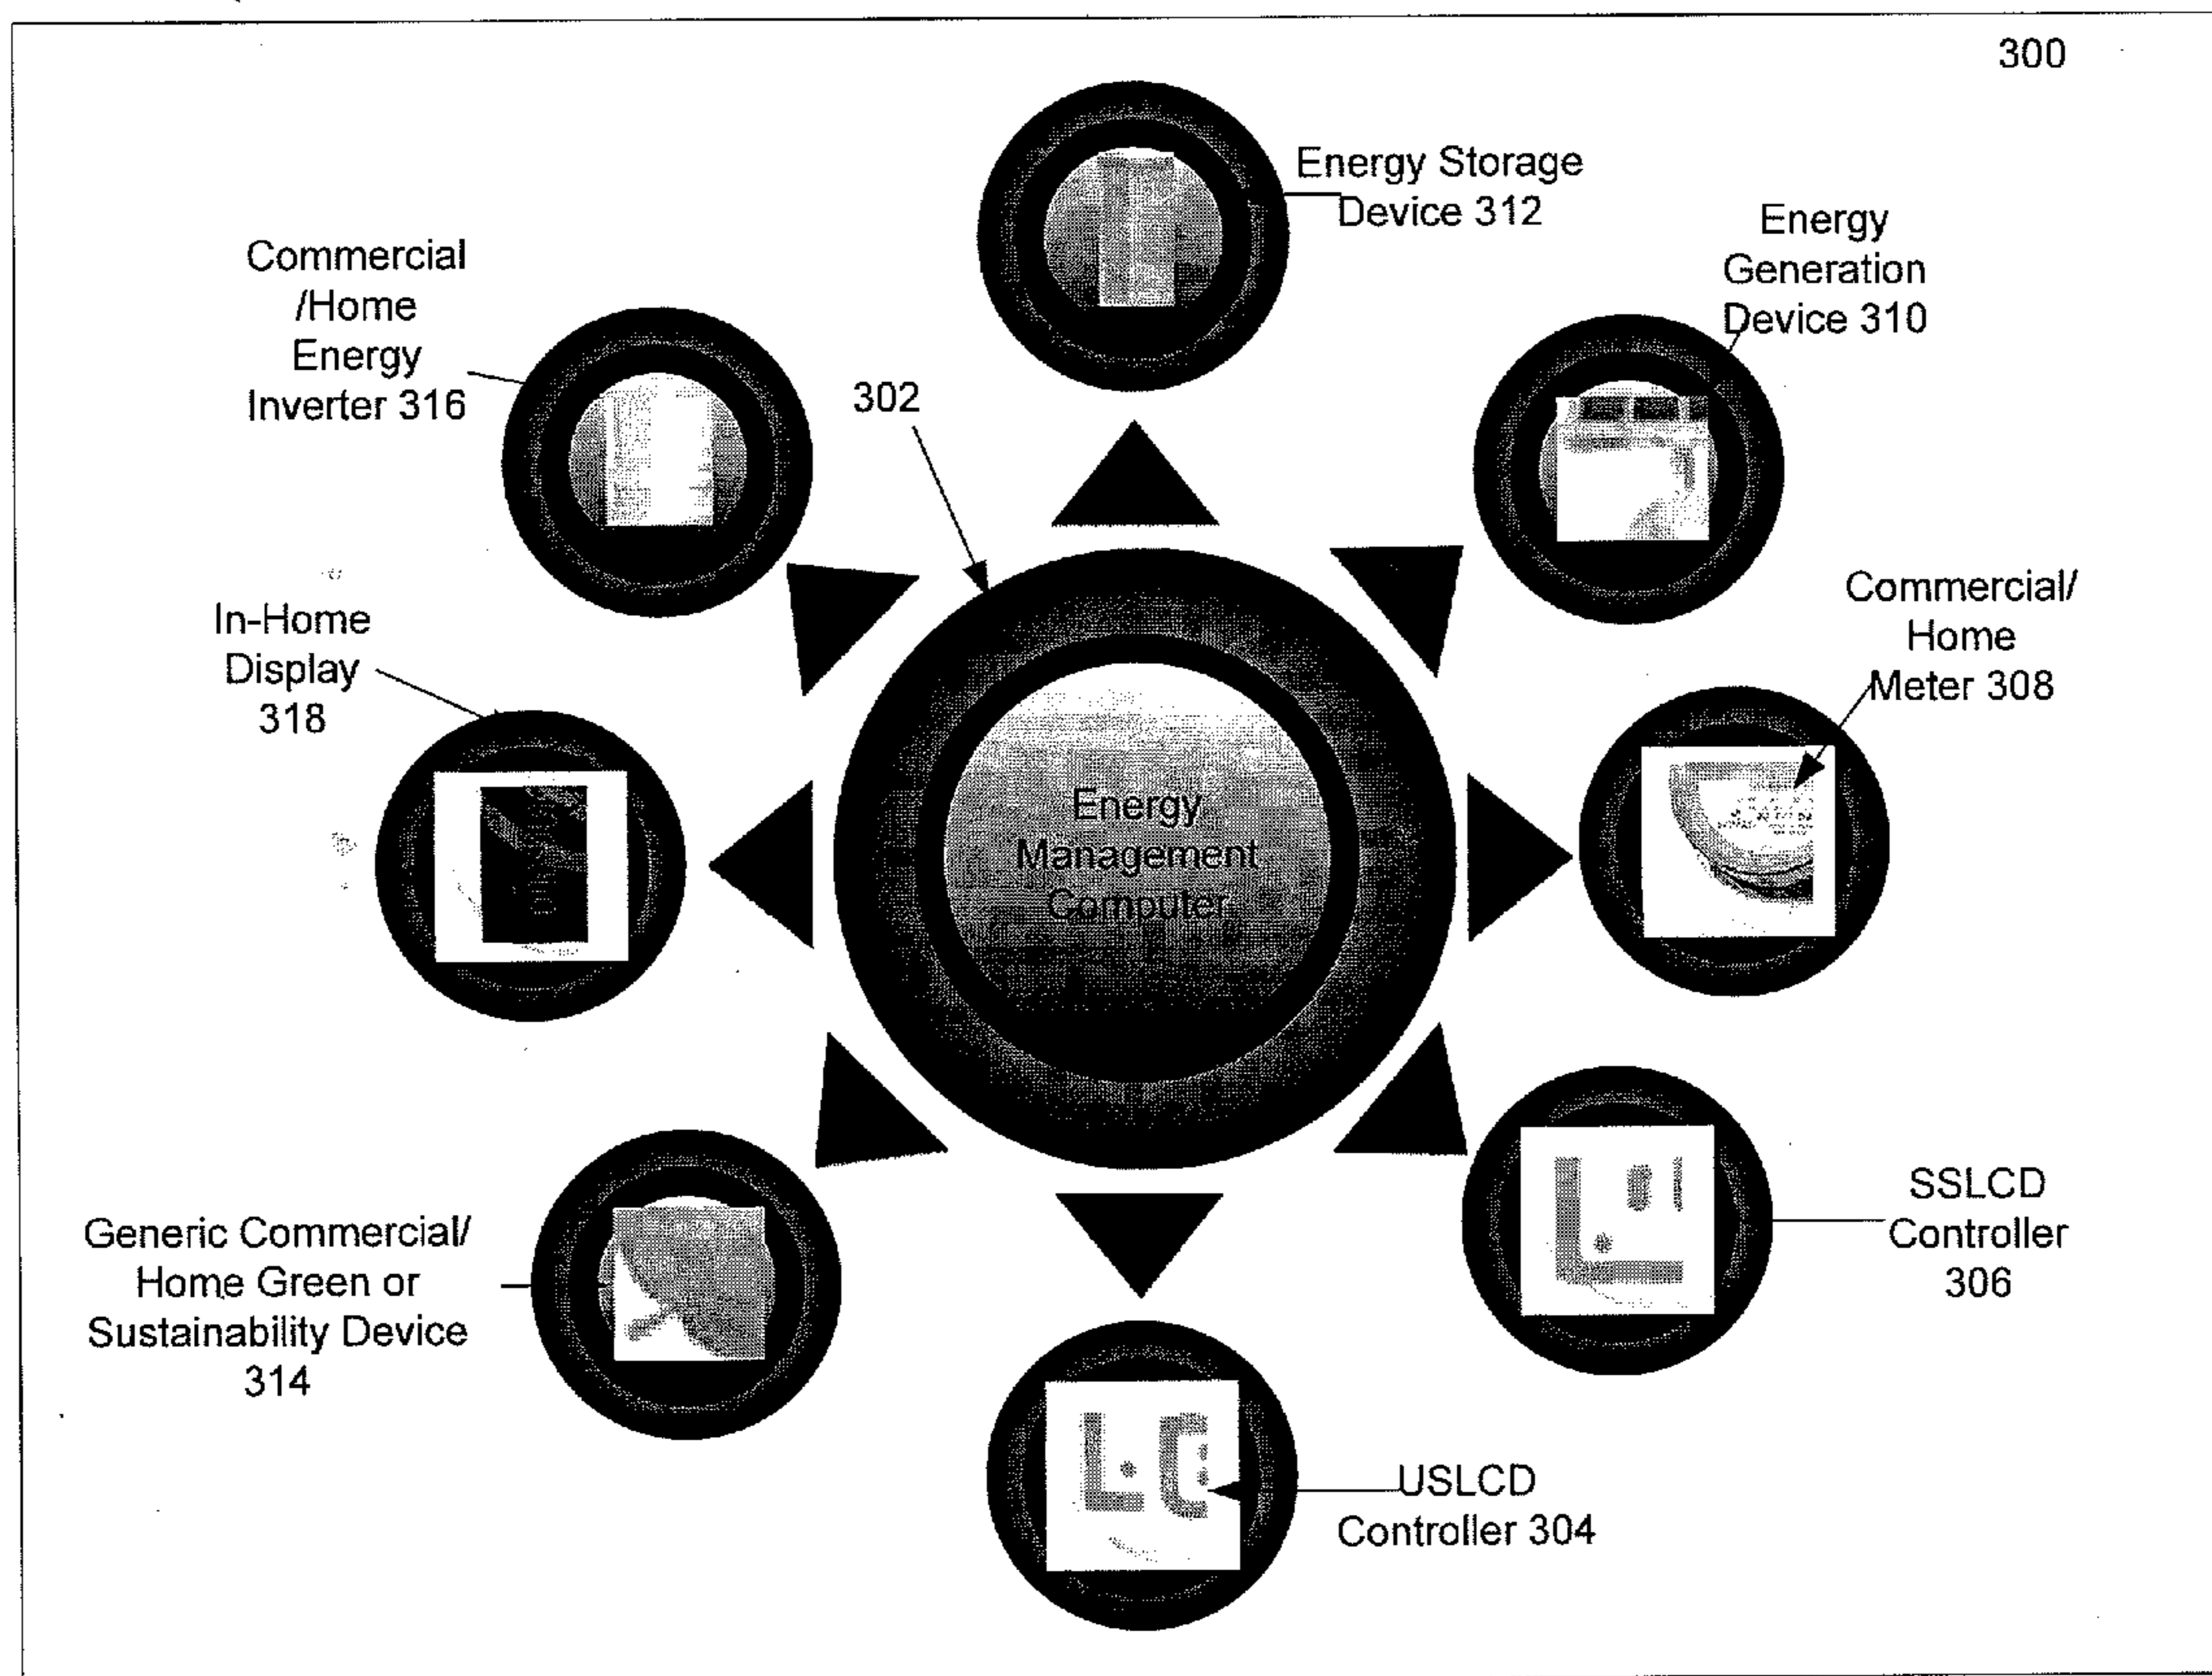 300
Energy Storage
Device 312
Energy
Generation
Device 310
Commercial
/Home
Energy
Inverter 316
302
Commercial/
Home
Meter 308
In-Home
Display
318
Energy
Management
Computer
SSLCD
Controller
306
Generic Commercial/
Home Green or
Sustainability Device
314
USLCD
Controller 304